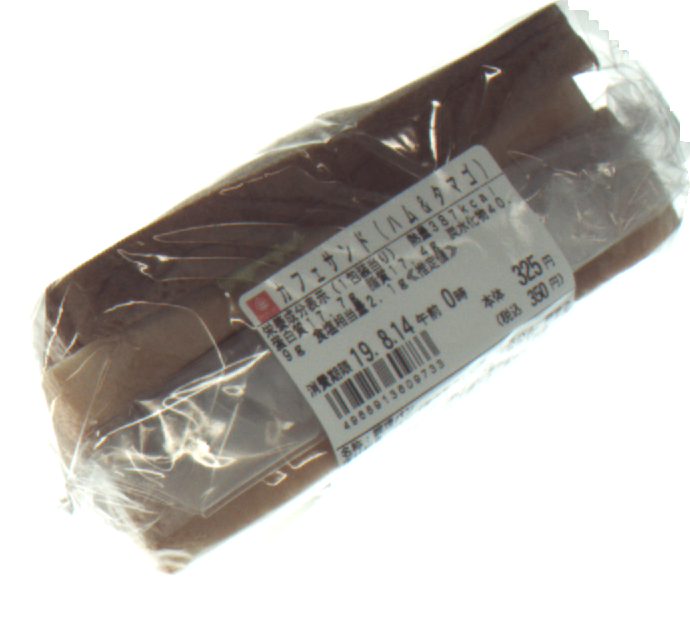 カフェサンド(ハム&タマゴ)
栄養成分表示(1包装当り) 熱量387kcal
蛋白質17.7g 脂質17.4g 炭水化物40.
9g 食塩相当量2.1g<推定値>
消費期限 19.8.14 午前 0時
本体 325円
(税込 350円)
4966913609733
名称: